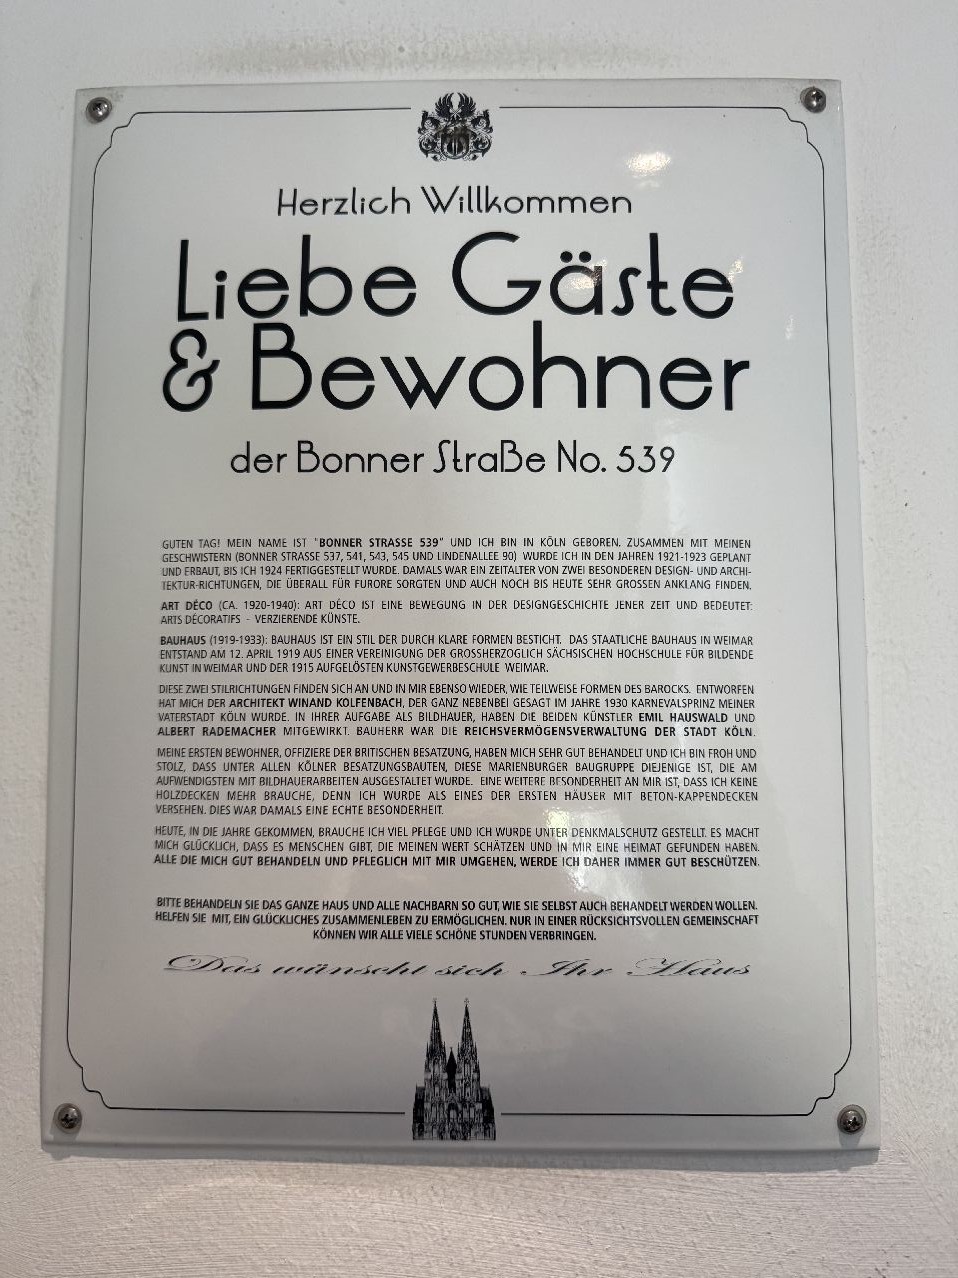 Herzlich Willkommen
Liebe Gäste
& Bewohner
der Bonner Straße No. 539
GUTEN TAG! MEIN NAME IST "BONNER STRASSE 539" UND ICH BIN IN KÖLN GEBOREN. ZUSAMMEN MIT MEINEN
GESCHWISTERN (BONNER STRASSE 537, 541, 543, 545 UND LINDENALLEE 90) WURDE ICH IN DEN JAHREN 1921-1923 GEPLANT
UND ERBAUT, BIS ICH 1924 FERTIGGESTELLT WURDE. DAMALS WAR EIN ZEITALTER VON ZWEI BESONDEREN DESIGN- UND ARCHI-
TEKTUR-RICHTUNGEN, DIE ÜBERALL FÜR FURORE SORGTEN UND AUCH NOCH BIS HEUTE SEHR GROSSEN ANKLANG FINDEN.
ART DÉCO (CA. 1920-1940): ART DÉCO IST EINE BEWEGUNG IN DER DESIGNGESCHICHTE JENER ZEIT UND BEDEUTET:
ARTS DÉCORATIFS - VERZIERENDE KÜNSTE.
BAUHAUS (1919-1933): BAUHAUS IST EIN STIL DER DURCH KLARE FORMEN BESTICHT. DAS STAATLICHE BAUHAUS IN WEIMAR
ENTSTAND AM 12. APRIL 1919 AUS EINER VEREINIGUNG DER GROSSHERZOGLICH SÄCHSISCHEN HOCHSCHULE FÜR BILDENDE
KUNST IN WEIMAR UND DER 1915 AUFGELÖSTEN KUNSTGEWERBESCHULE WEIMAR.
DIESE ZWEI STILRICHTUNGEN FINDEN SICH AN UND IN MIR EBENSO WIEDER, WIE TEILWEISE FORMEN DES BAROCKS. ENTWORFEN
HAT MICH DER ARCHITEKT WINAND KOLFENBACH, DER GANZ NEBENBEI GESAGT IM JAHRE 1930 KARNEVALSPRINZ MEINER
VATERSTADT KÖLN WURDE. IN IHRER AUFGABE ALS BILDHAUER, HABEN DIE BEIDEN KÜNSTLER EMIL HAUSWALD UND
ALBERT RADEMACHER MITGEWIRKT. BAUHERR WAR DIE REICHSVERMÖGENSVERWALTUNG DER STADT KÖLN.
MEINE ERSTEN BEWOHNER, OFFIZIERE DER BRITISCHEN BESATZUNG, HABEN MICH SEHR GUT BEHANDELT UND ICH BIN FROH UND
STOLZ, DASS UNTER ALLEN KÖLNER BESATZUNGSBAUTEN, DIESE MARIENBURGER BAUGRUPPE DIEJENIGE IST, DIE AM
AUFWENDIGSTEN MIT BILDHAUERARBEITEN AUSGESTALTET WURDE. EINE WEITERE BESONDERHEIT AN MIR IST, DASS ICH KEINE
HOLZDECKEN MEHR BRAUCHE, DENN ICH WURDE ALS EINES DER ERSTEN HÄUSER MIT BETON-KAPPENDECKEN
VERSEHEN. DIES WAR DAMALS EINE ECHTE BESONDERHEIT.
HEUTE, IN DIE JAHRE GEKOMMEN, BRAUCHE ICH VIEL PFLEGE UND ICH WURDE UNTER DENKMALSCHUTZ GESTELLT. ES MACHT
MICH GLÜCKLICH, DASS ES MENSCHEN GIBT, DIE MEINEN WERT SCHÄTZEN UND IN MIR EINE HEIMAT GEFUNDEN HABEN.
ALLE DIE MICH GUT BEHANDELN UND PFLEGLICH MIT MIR UMGEHEN, WERDE ICH DAHER IMMER GUT BESCHÜTZEN.
BITTE BEHANDELN SIE DAS GANZE HAUS UND ALLE NACHBARN SO GUT, WIE SIE SELBST AUCH BEHANDELT WERDEN WOLLEN.
HELFEN SIE MIT, EIN GLÜCKLICHES ZUSAMMENLEBEN ZU ERMÖGLICHEN. NUR IN EINER RÜCKSICHTSVOLLEN GEMEINSCHAFT
KÖNNEN WIR ALLE VIELE SCHÖNE STUNDEN VERBRINGEN.
Das wünscht sich Ihr Haus